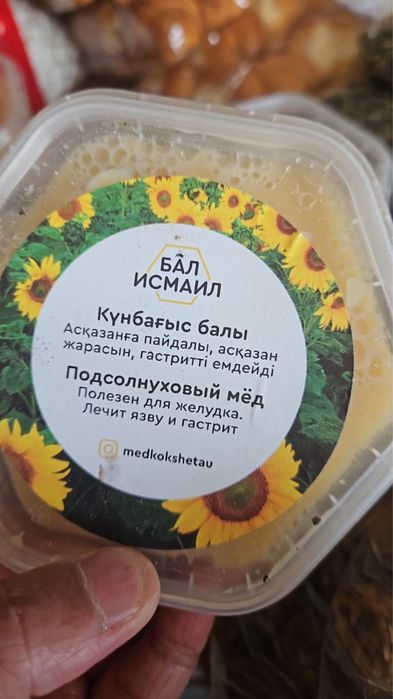 БАЛ
ИСМАИЛ
Күнбағыс балы
Асқазанға пайдалы, асқазан
жарасын, гастритті емдейді
Подсолнуховый мёд
Полезен для желудка.
Лечит язву и гастрит
medkokshetau